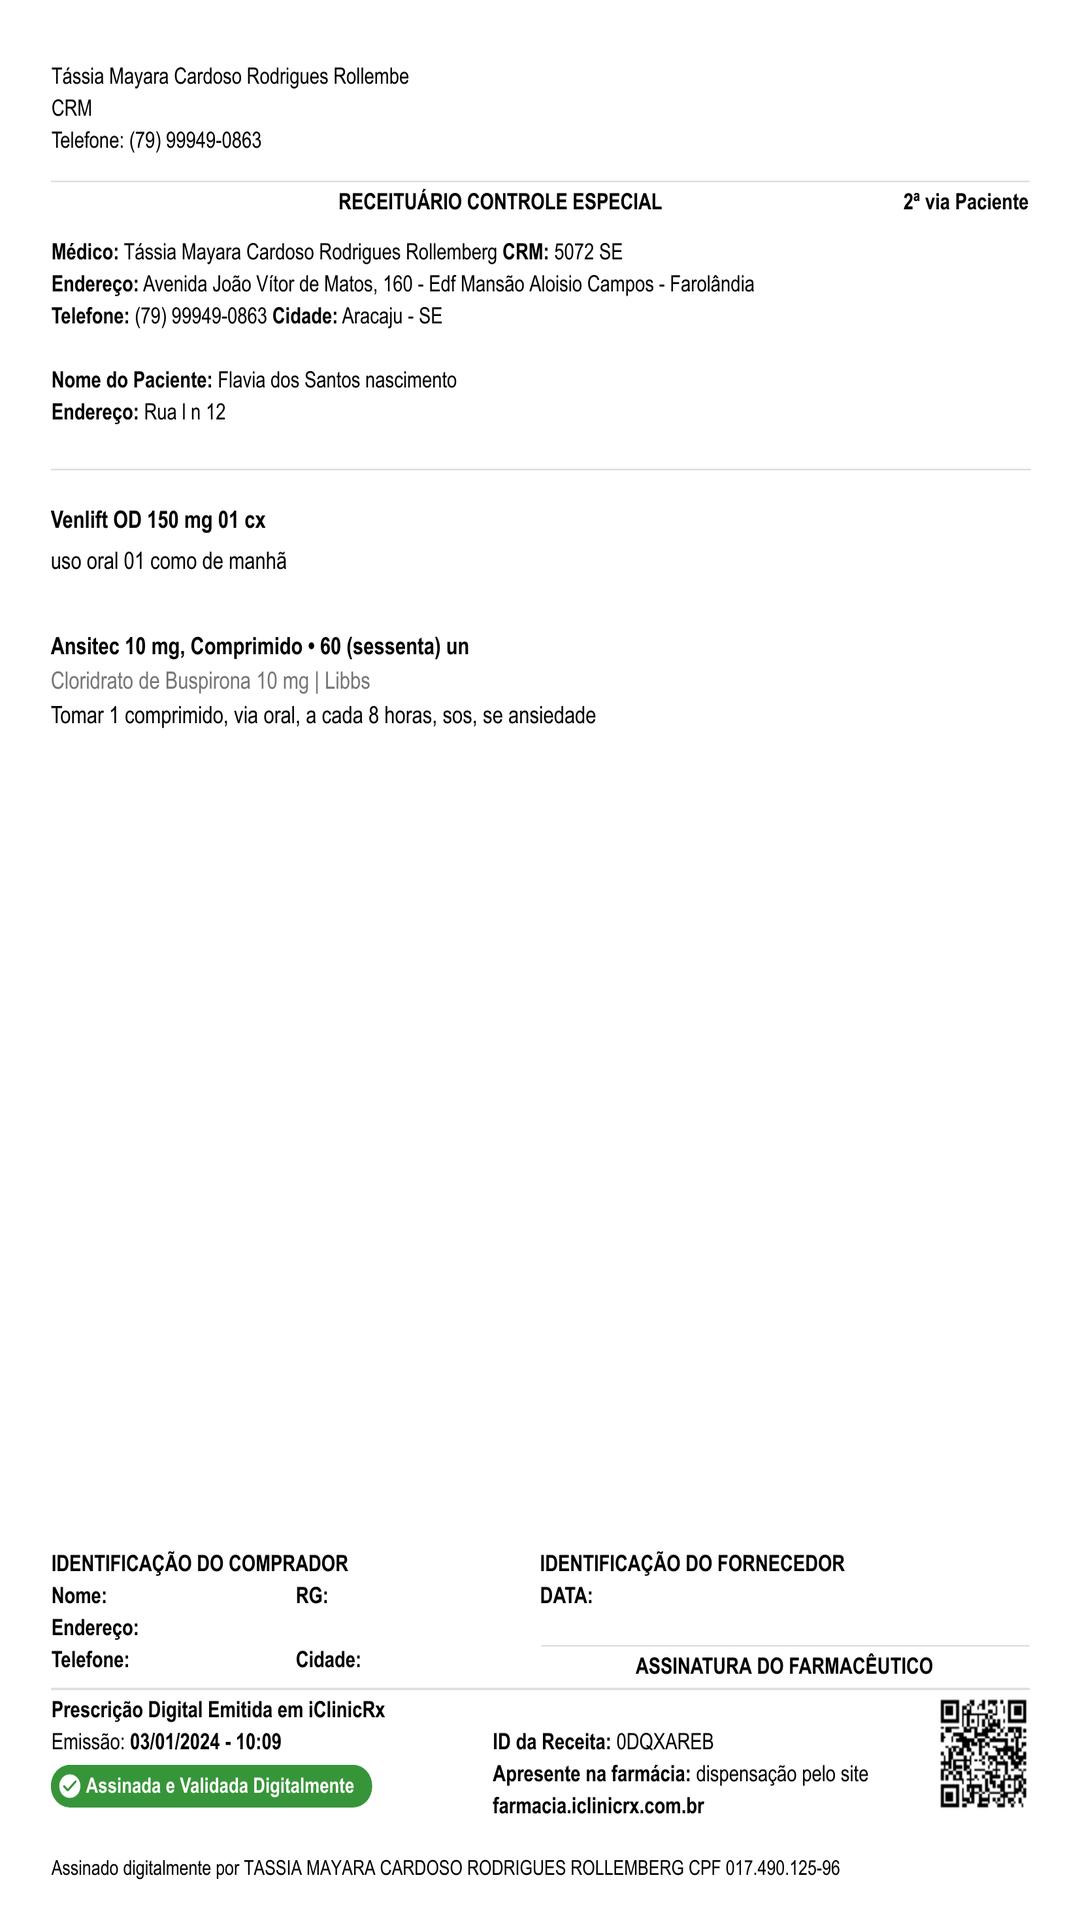 Tássia Mayara Cardoso Rodrigues Rollembe
CRM
Telefone: (79) 99949-0863
RECEITUÁRIO CONTROLE ESPECIAL 2ª via Paciente
Médico: Tássia Mayara Cardoso Rodrigues Rollemberg CRM: 5072 SE
Endereço: Avenida João Vítor de Matos, 160 - Edf Mansão Aloisio Campos - Farolândia
Telefone: (79) 99949-0863 Cidade: Aracaju - SE
Nome do Paciente: Flavia dos Santos nascimento
Endereço: Rua I n 12
Venlift OD 150 mg 01 cx
uso oral 01 como de manhã
Ansitec 10 mg, Comprimido • 60 (sessenta) un
Cloridrato de Buspirona 10 mg | Libbs
Tomar 1 comprimido, via oral, a cada 8 horas, sos, se ansiedade
IDENTIFICAÇÃO DO COMPRADOR IDENTIFICAÇÃO DO FORNECEDOR
Nome: RG: DATA:
Endereço:
Telefone: Cidade:
ASSINATURA DO FARMACÊUTICO
Prescrição Digital Emitida em iClinicRx
Emissão: 03/01/2024 - 10:09 ID da Receita: 0DQXAREB
Assinada e Validada Digitalmente Apresente na farmácia: dispensação pelo site
farmacia.iclinicrx.com.br
Assinado digitalmente por TASSIA MAYARA CARDOSO RODRIGUES ROLLEMBERG CPF 017.490.125-96